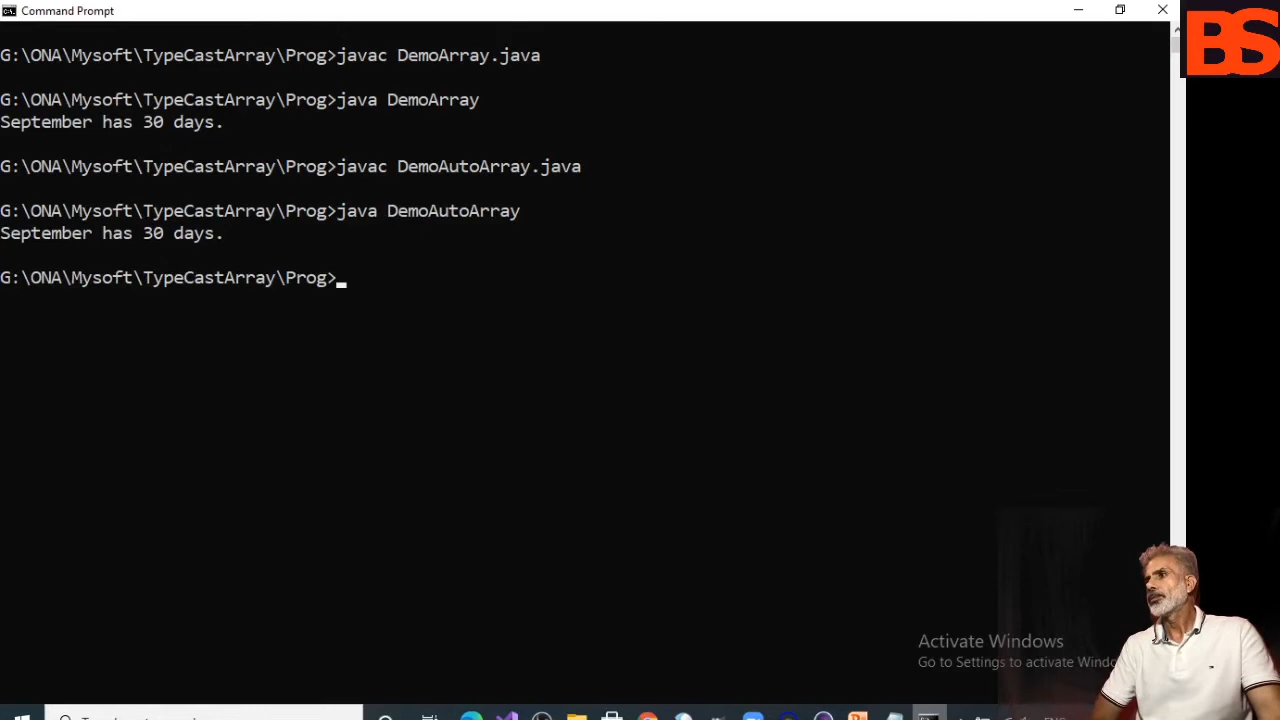 Command Prompt
BS
G:\ONA\Mysoft\TypeCastArray\Prog>javac DemoArray.java
G:\ONA\Mysoft\TypeCastArray\Prog>java DemoArray
September has 30 days.
G:\ONA\Mysoft\TypeCastArray\Prog>javac DemoAutoArray.java
G:\ONA\Mysoft\TypeCastArray\Prog>java DemoAutoArray
September has 30 days.
G:\ONA\Mysoft\TypeCastArray\Prog>
Activate Windows
Go to Settings to activate